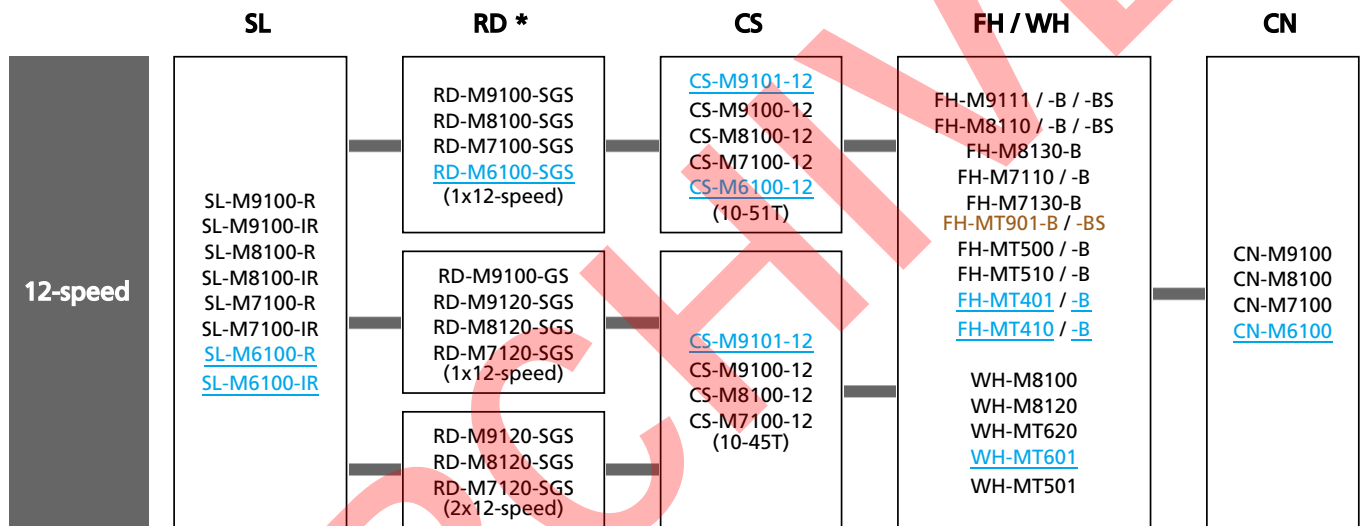 SL
RD *
CS
FH / WH
CN
12-speed
SL-M9100-R
SL-M9100-IR
SL-M8100-R
SL-M8100-IR
SL-M7100-R
SL-M7100-IR
SL-M6100-R
SL-M6100-IR
RD-M9100-SGS
RD-M8100-SGS
RD-M7100-SGS
RD-M6100-SGS
(1x12-speed)
RD-M9100-GS
RD-M9120-SGS
RD-M8120-SGS
RD-M7120-SGS
(1x12-speed)
RD-M9120-SGS
RD-M8120-SGS
RD-M7120-SGS
(2x12-speed)
CS-M9101-12
CS-M9100-12
CS-M8100-12
CS-M7100-12
CS-M6100-12
(10-51T)
CS-M9101-12
CS-M9100-12
CS-M8100-12
CS-M7100-12
(10-45T)
FH-M9111 / -B / -BS
FH-M8110 / -B / -BS
FH-M8130-B
FH-M7110 / -B
FH-M7130-B
FH-MT901-B / -BS
FH-MT500 / -B
FH-MT510 / -B
FH-MT401 / -B
FH-MT410 / -B
WH-M8100
WH-M8120
WH-MT620
WH-MT601
WH-MT501
CN-M9100
CN-M8100
CN-M7100
CN-M6100